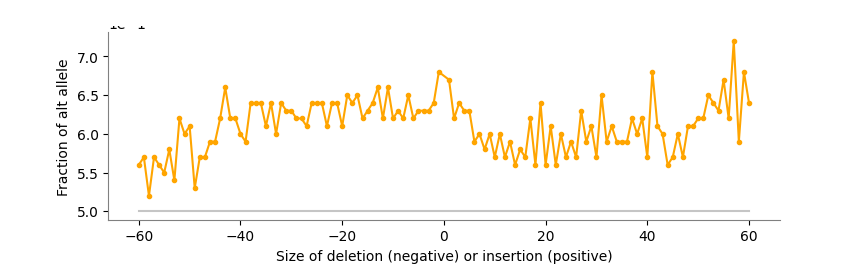 7.0
6.5
6.0
5.5
5.0
Fraction of alt allele
−60 −40 −20 0 20 40 60
Size of deletion (negative) or insertion (positive)